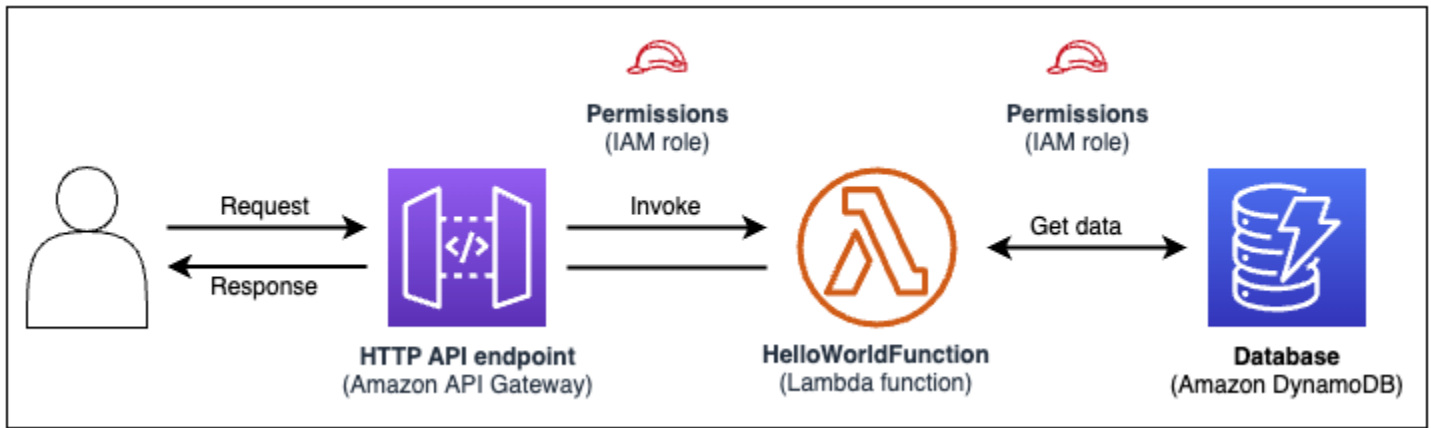 Permissions
(IAM role)
Permissions
(IAM role)
Request
Response
</>
Invoke
Get data
HTTP API endpoint
(Amazon API Gateway)
HelloWorldFunction
(Lambda function)
Database
(Amazon DynamoDB)